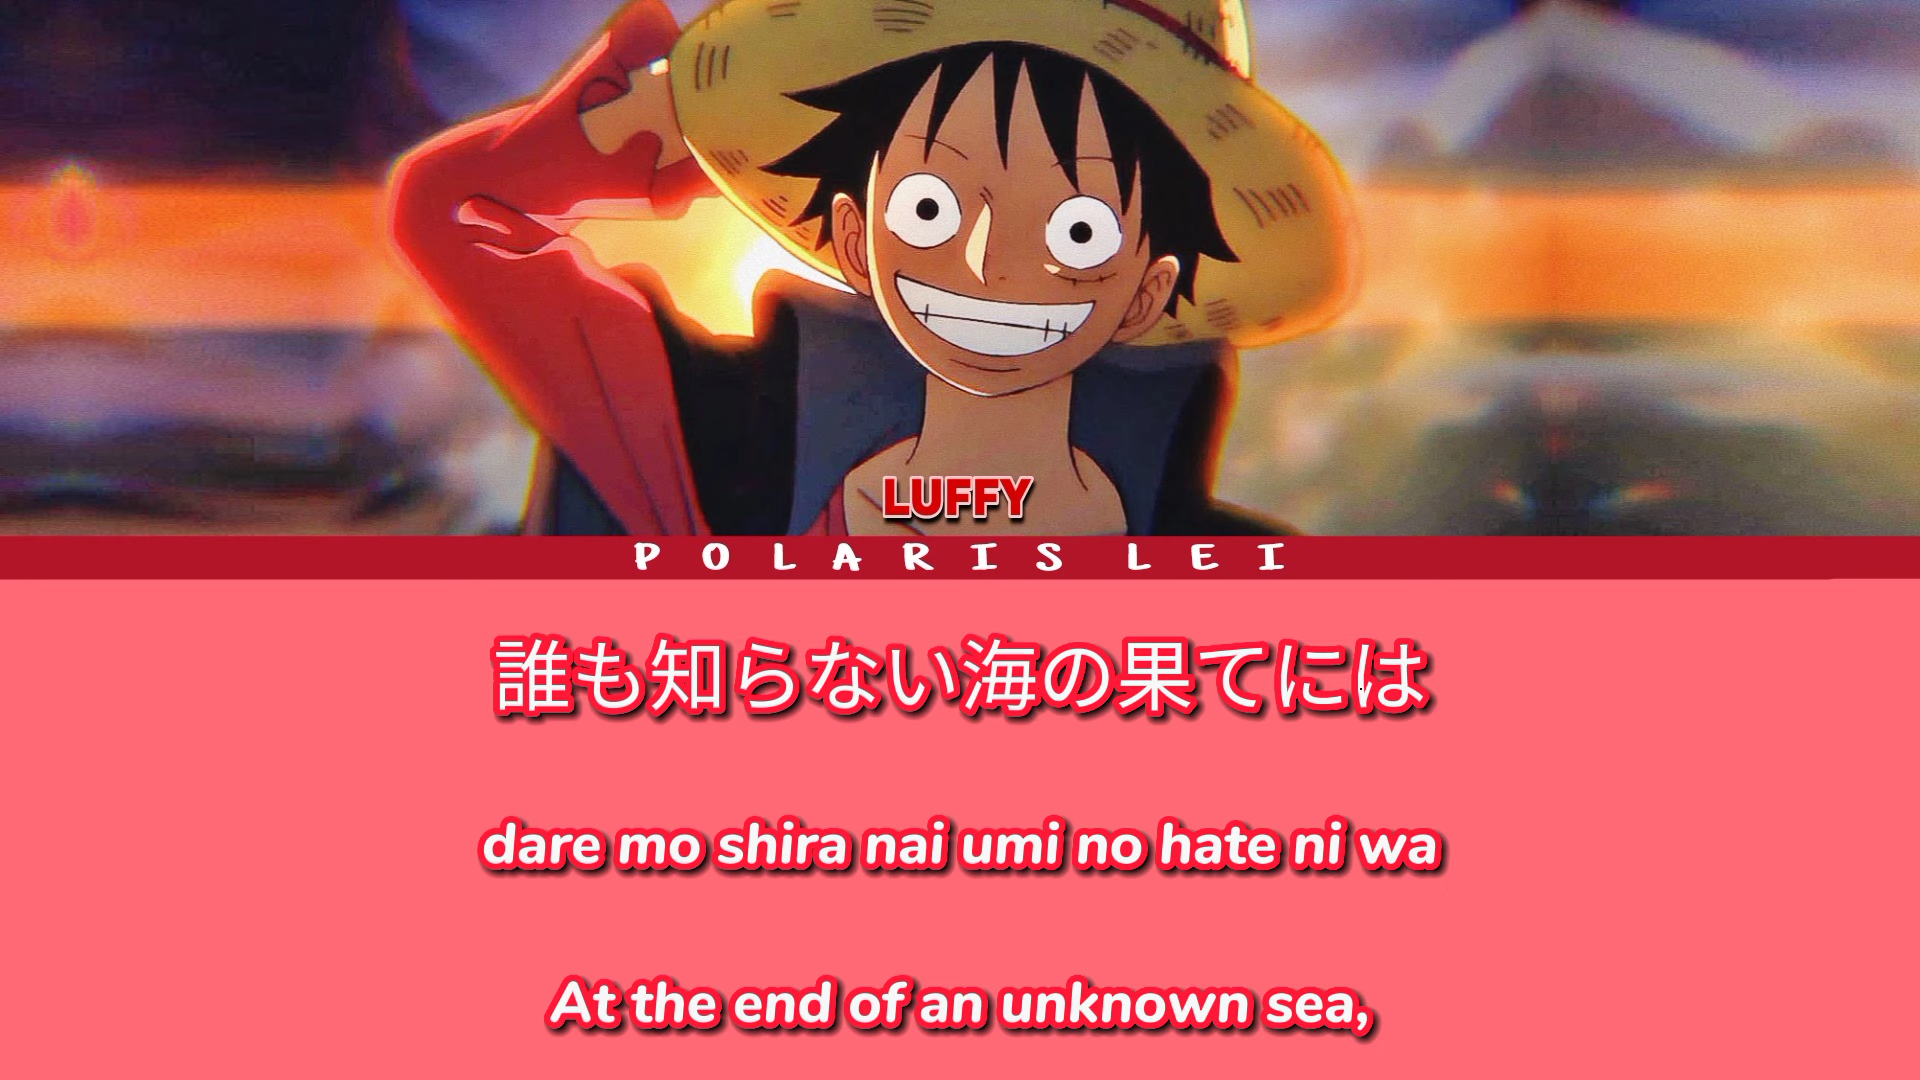 LUFFY
POLARIS LEI
誰も知らない海の果てには
dare mo shira nai umi no hate ni wa
At the end of an unknown sea,